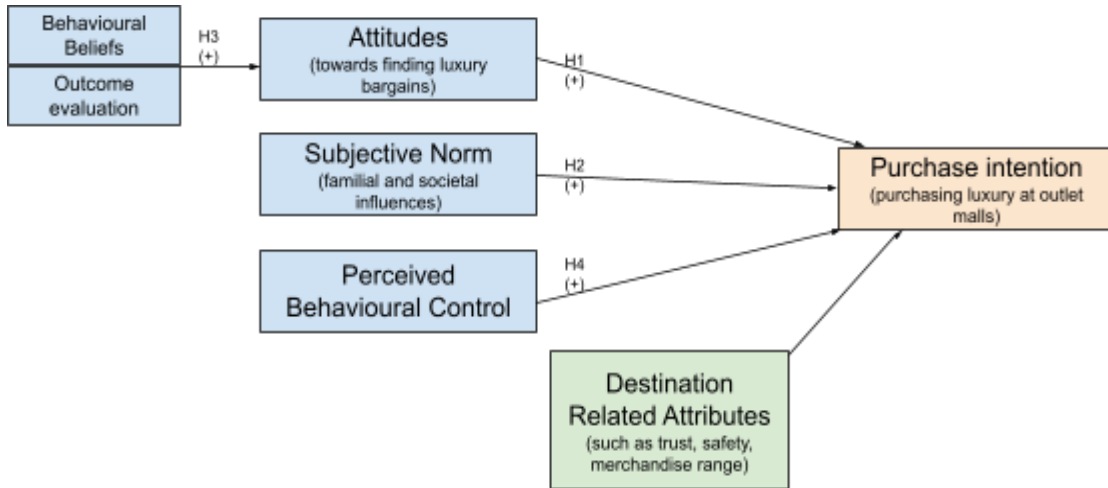 Behavioural
Beliefs
Outcome
evaluation
H3
(+)
Attitudes
(towards finding luxury
bargains)
H1
(+)
Subjective Norm
(familial and societal
influences)
H2
(+)
Purchase intention
(purchasing luxury at outlet
malls)
Perceived
Behavioural Control
H4
(+)
Destination
Related Attributes
(such as trust, safety,
merchandise range)